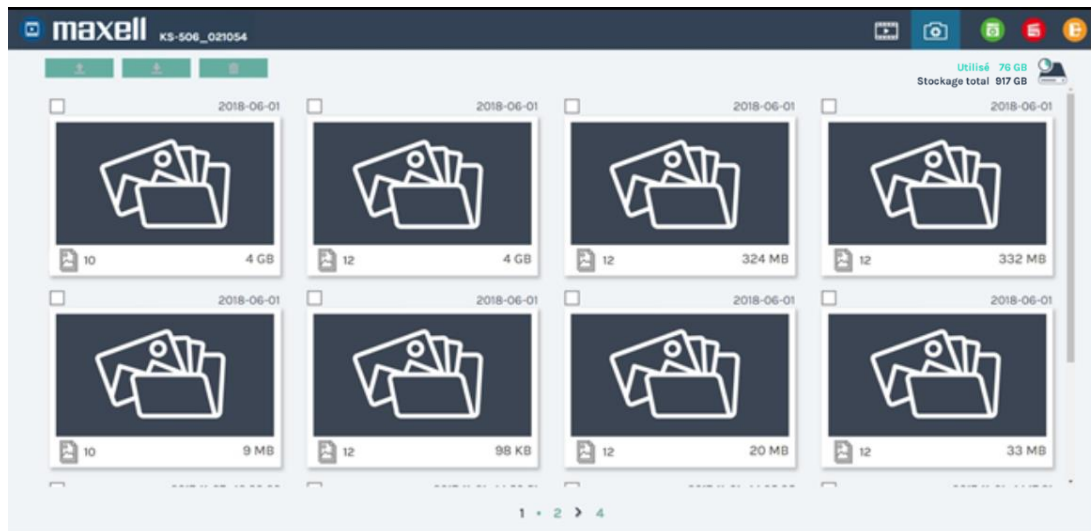 maxell KS-506_021054
Utilisé 76 GB
Stockage total 917 GB
2018-06-01 2018-06-01 2018-06-01 2018-06-01
10 4 GB 12 4 GB 12 324 MB 12 332 MB
2018-06-01 2018-06-01 2018-06-01 2018-06-01
10 9 MB 12 98 KB 12 20 MB 12 33 MB
1 • 2 > 4